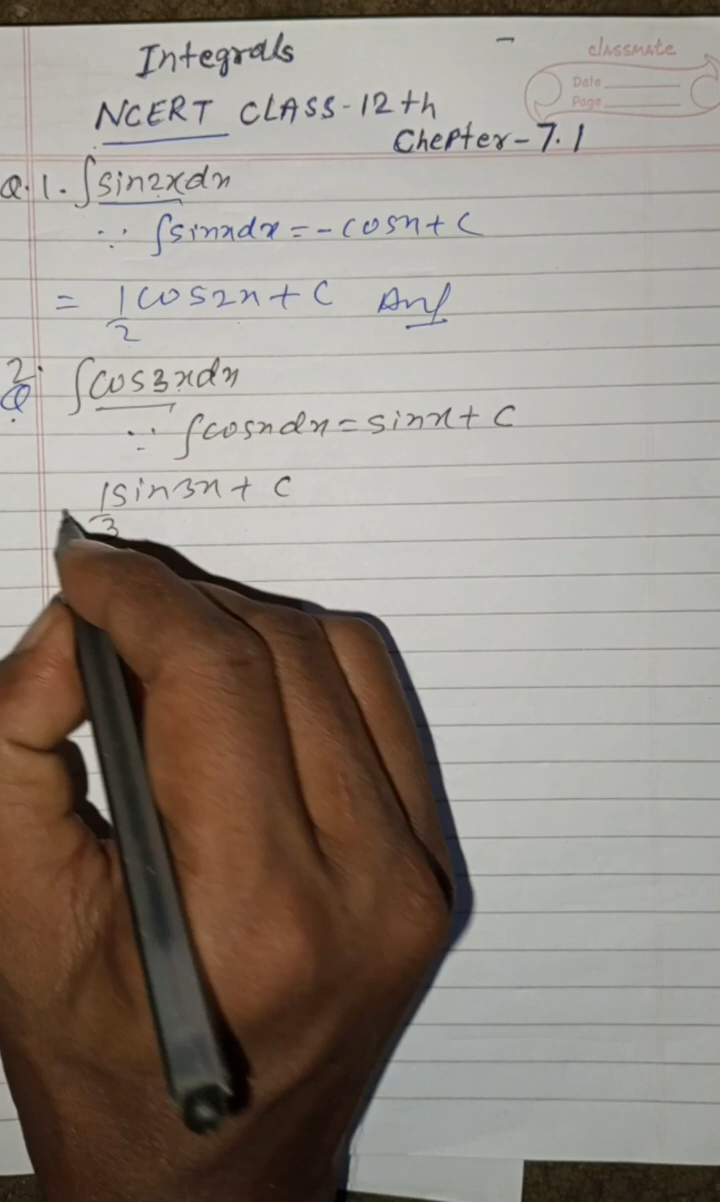 Integrals
classmate
Date
Page
NCERT CLASS-12th
Chepter-7.1
Q.1. ∫sin2xdx
∵ ∫sinxdx = -cosx + C
= 1/2 cos2x + C Ans
Q.2. ∫cos3xdx
∵ ∫cosxdx = sinx + C
1/3 sin3x + C